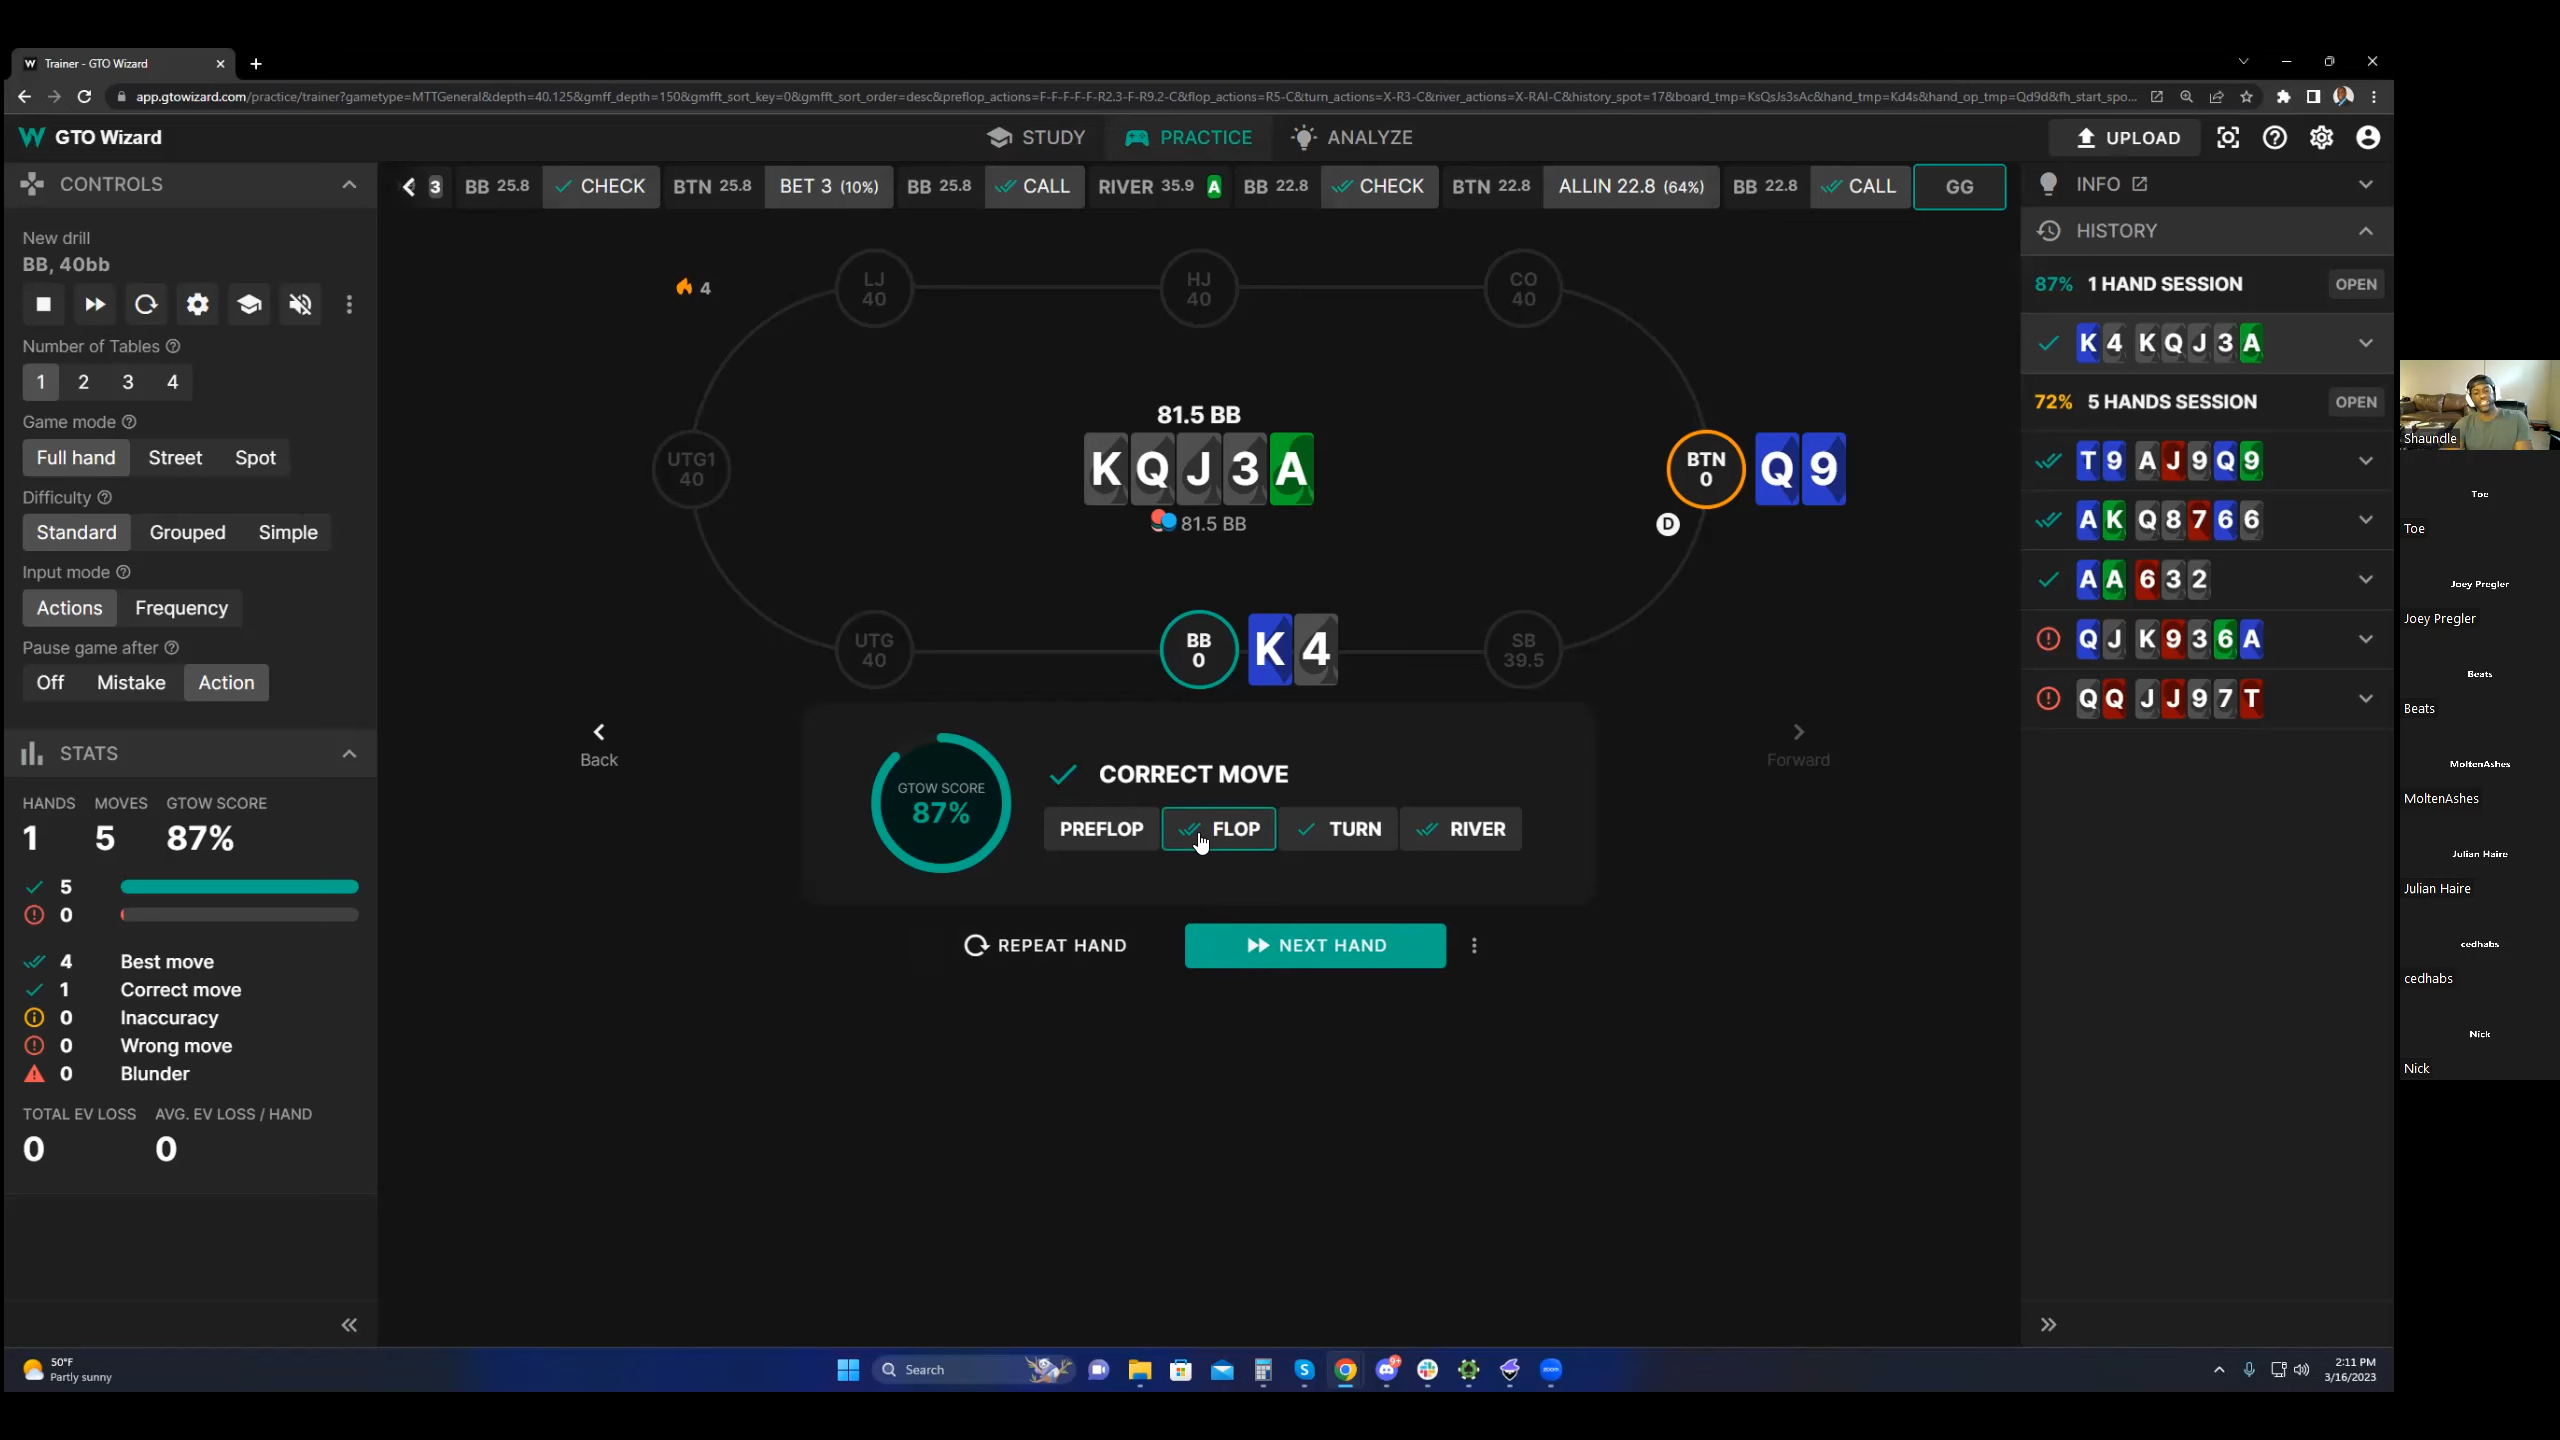 Trainer - GTO Wizard
app.gtowizard.com/practice/trainer?gametype=MTTGeneral&depth=40.125&gmff_depth=150&gmfft_sort_key=0&gmfft_sort_order=desc&preflop_actions=F-F-F-F-F-R2.3-F-R9.2-C&flop_actions=R5-C&turn_actions=X-R3-C&river_actions=X-RAI-C&history_spot=17&board_tmp=KsQsJs3sAc&hand_tmp=Kd4s&hand_op_tmp=Qd9d&fh_start_spo...
W GTO Wizard
STUDY
PRACTICE
ANALYZE
UPLOAD
CONTROLS
3 BB 25.8 CHECK BTN 25.8 BET 3 (10%) BB 25.8 CALL RIVER 35.9 A BB 22.8 CHECK BTN 22.8 ALLIN 22.8 (64%) BB 22.8 CALL GG
New drill
BB, 40bb
Number of Tables
1 2 3 4
Game mode
Full hand Street Spot
Difficulty
Standard Grouped Simple
Input mode
Actions Frequency
Pause game after
Off Mistake Action
STATS
HANDS MOVES GTOW SCORE
1 5 87%
5
0
4 Best move
1 Correct move
0 Inaccuracy
0 Wrong move
0 Blunder
TOTAL EV LOSS AVG. EV LOSS / HAND
0 0
4
LJ
40
HJ
40
CO
40
UTG1
40
81.5 BB
K Q J 3 A
81.5 BB
BTN
0
Q 9
D
UTG
40
BB
0
K 4
SB
39.5
Back
Forward
GTOW SCORE
87%
CORRECT MOVE
PREFLOP FLOP TURN RIVER
REPEAT HAND
NEXT HAND
INFO
HISTORY
87% 1 HAND SESSION OPEN
K 4 K Q J 3 A
72% 5 HANDS SESSION OPEN
T 9 A J 9 Q 9
A K Q 8 7 6 6
A A 6 3 2
Q J K 9 3 6 A
Q Q J J 9 7 T
Shaundle
Toe
Toe
Joey Pregler
Joey Pregler
Beats
Beats
MoltenAshes
MoltenAshes
Julian Haire
Julian Haire
cedhabs
cedhabs
Nick
Nick
50°F
Partly sunny
Search
2:11 PM
3/16/2023